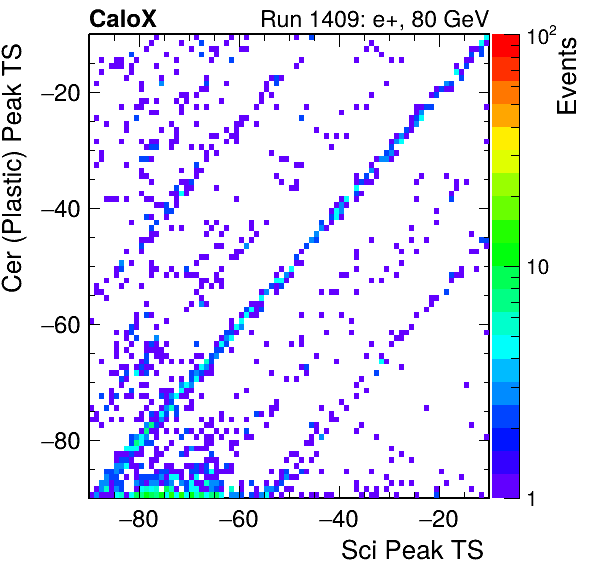 CaloX Run 1409: e+, 80 GeV
10²
Events
10
1
Cer (Plastic) Peak TS
−20
−40
−60
−80
−80 −60 −40 −20
Sci Peak TS